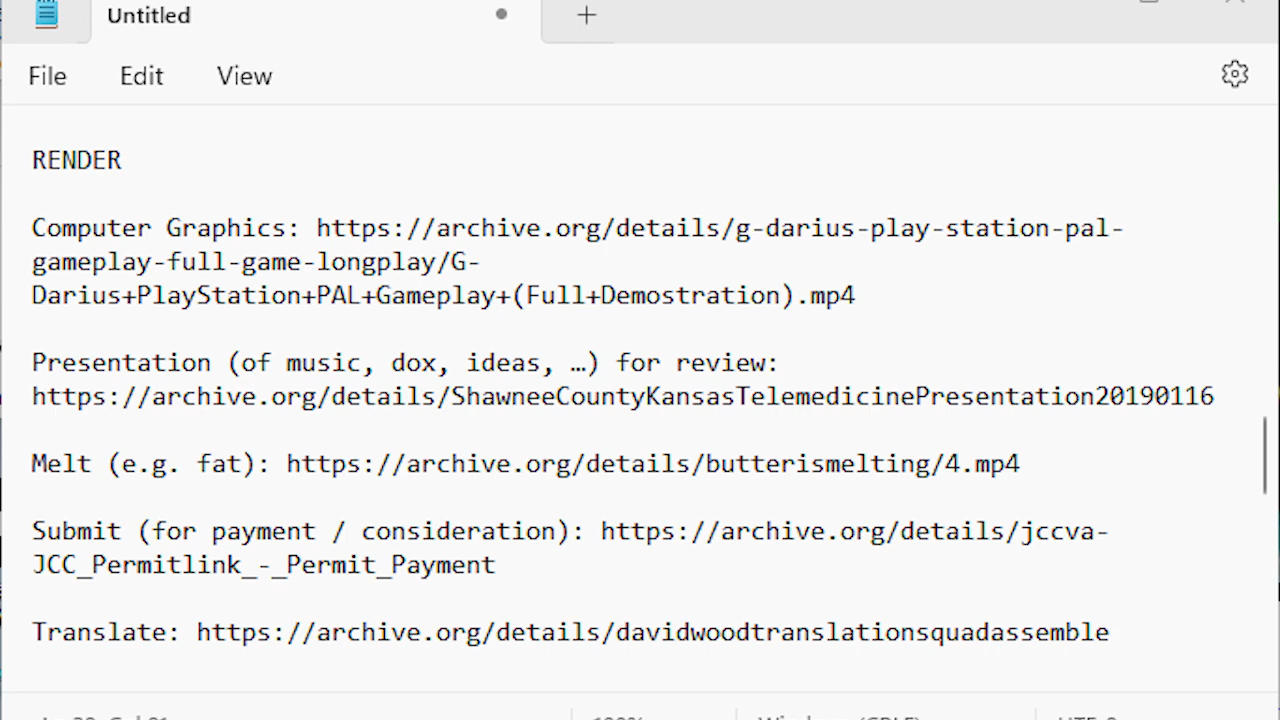 Untitled
File Edit View
RENDER
Computer Graphics: https://archive.org/details/g-darius-play-station-pal-
gameplay-full-game-longplay/G-
Darius+PlayStation+PAL+Gameplay+(Full+Demostration).mp4
Presentation (of music, dox, ideas, …) for review:
https://archive.org/details/ShawneeCountyKansasTelemedicinePresentation20190116
Melt (e.g. fat): https://archive.org/details/butterismelting/4.mp4
Submit (for payment / consideration): https://archive.org/details/jccva-
JCC_Permitlink_-_Permit_Payment
Translate: https://archive.org/details/davidwoodtranslationsquadassemble